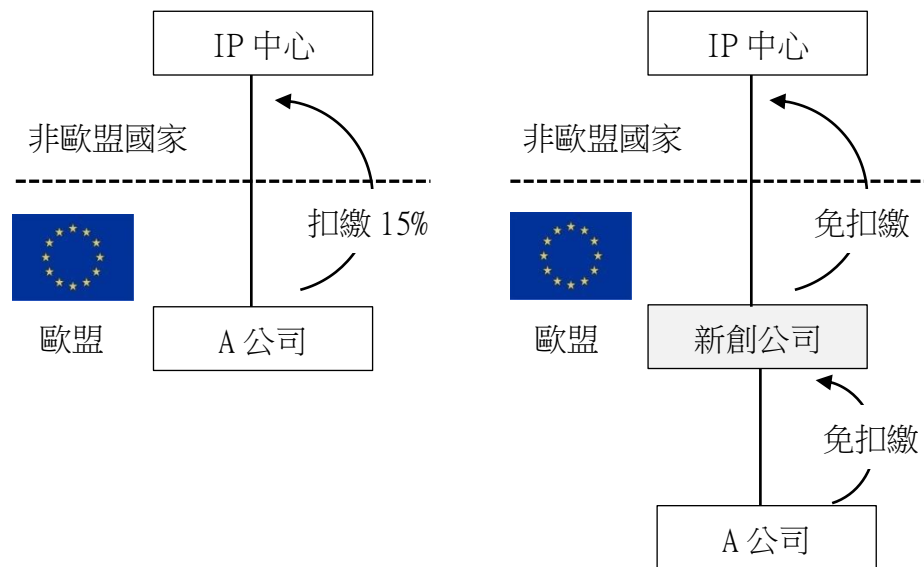 IP 中心
非歐盟國家
扣繳 15%
歐盟
A 公司
IP 中心
非歐盟國家
免扣繳
歐盟
新創公司
免扣繳
A 公司